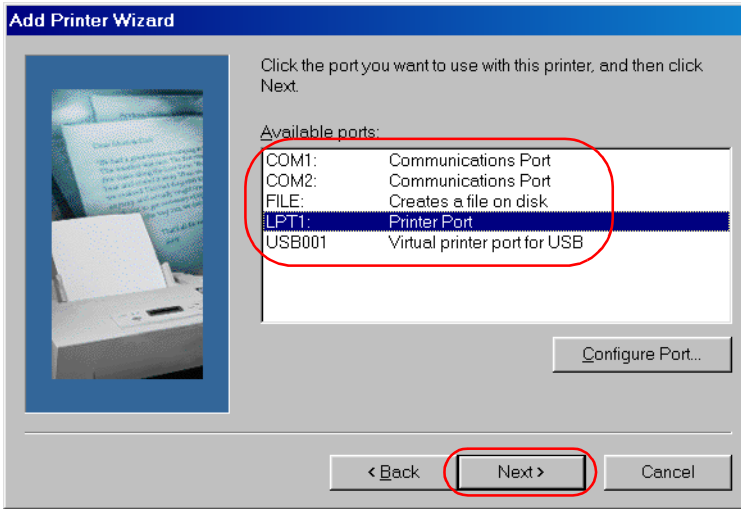 Add Printer Wizard
Click the port you want to use with this printer, and then click
Next.
Available ports:
COM1: Communications Port
COM2: Communications Port
FILE: Creates a file on disk
LPT1: Printer Port
USB001 Virtual printer port for USB
Configure Port...
< Back Next > Cancel